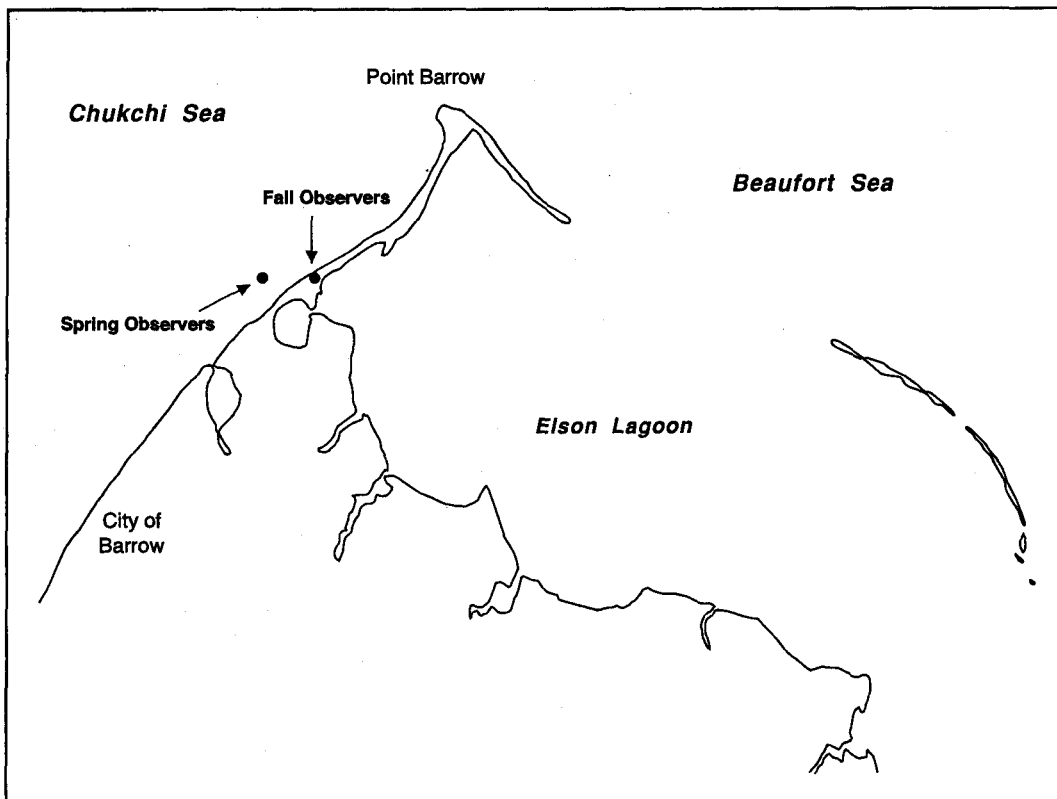 Point Barrow
Chukchi Sea
Beaufort Sea
Fall Observers
Spring Observers
Elson Lagoon
City of
Barrow